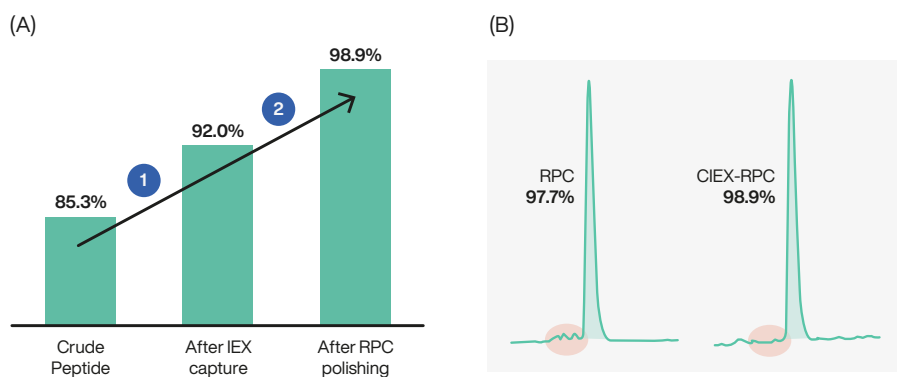 (A)
98.9%
2
92.0%
1
85.3%
Crude
Peptide
After IEX
capture
After RPC
polishing
(B)
RPC
97.7%
CIEX-RPC
98.9%